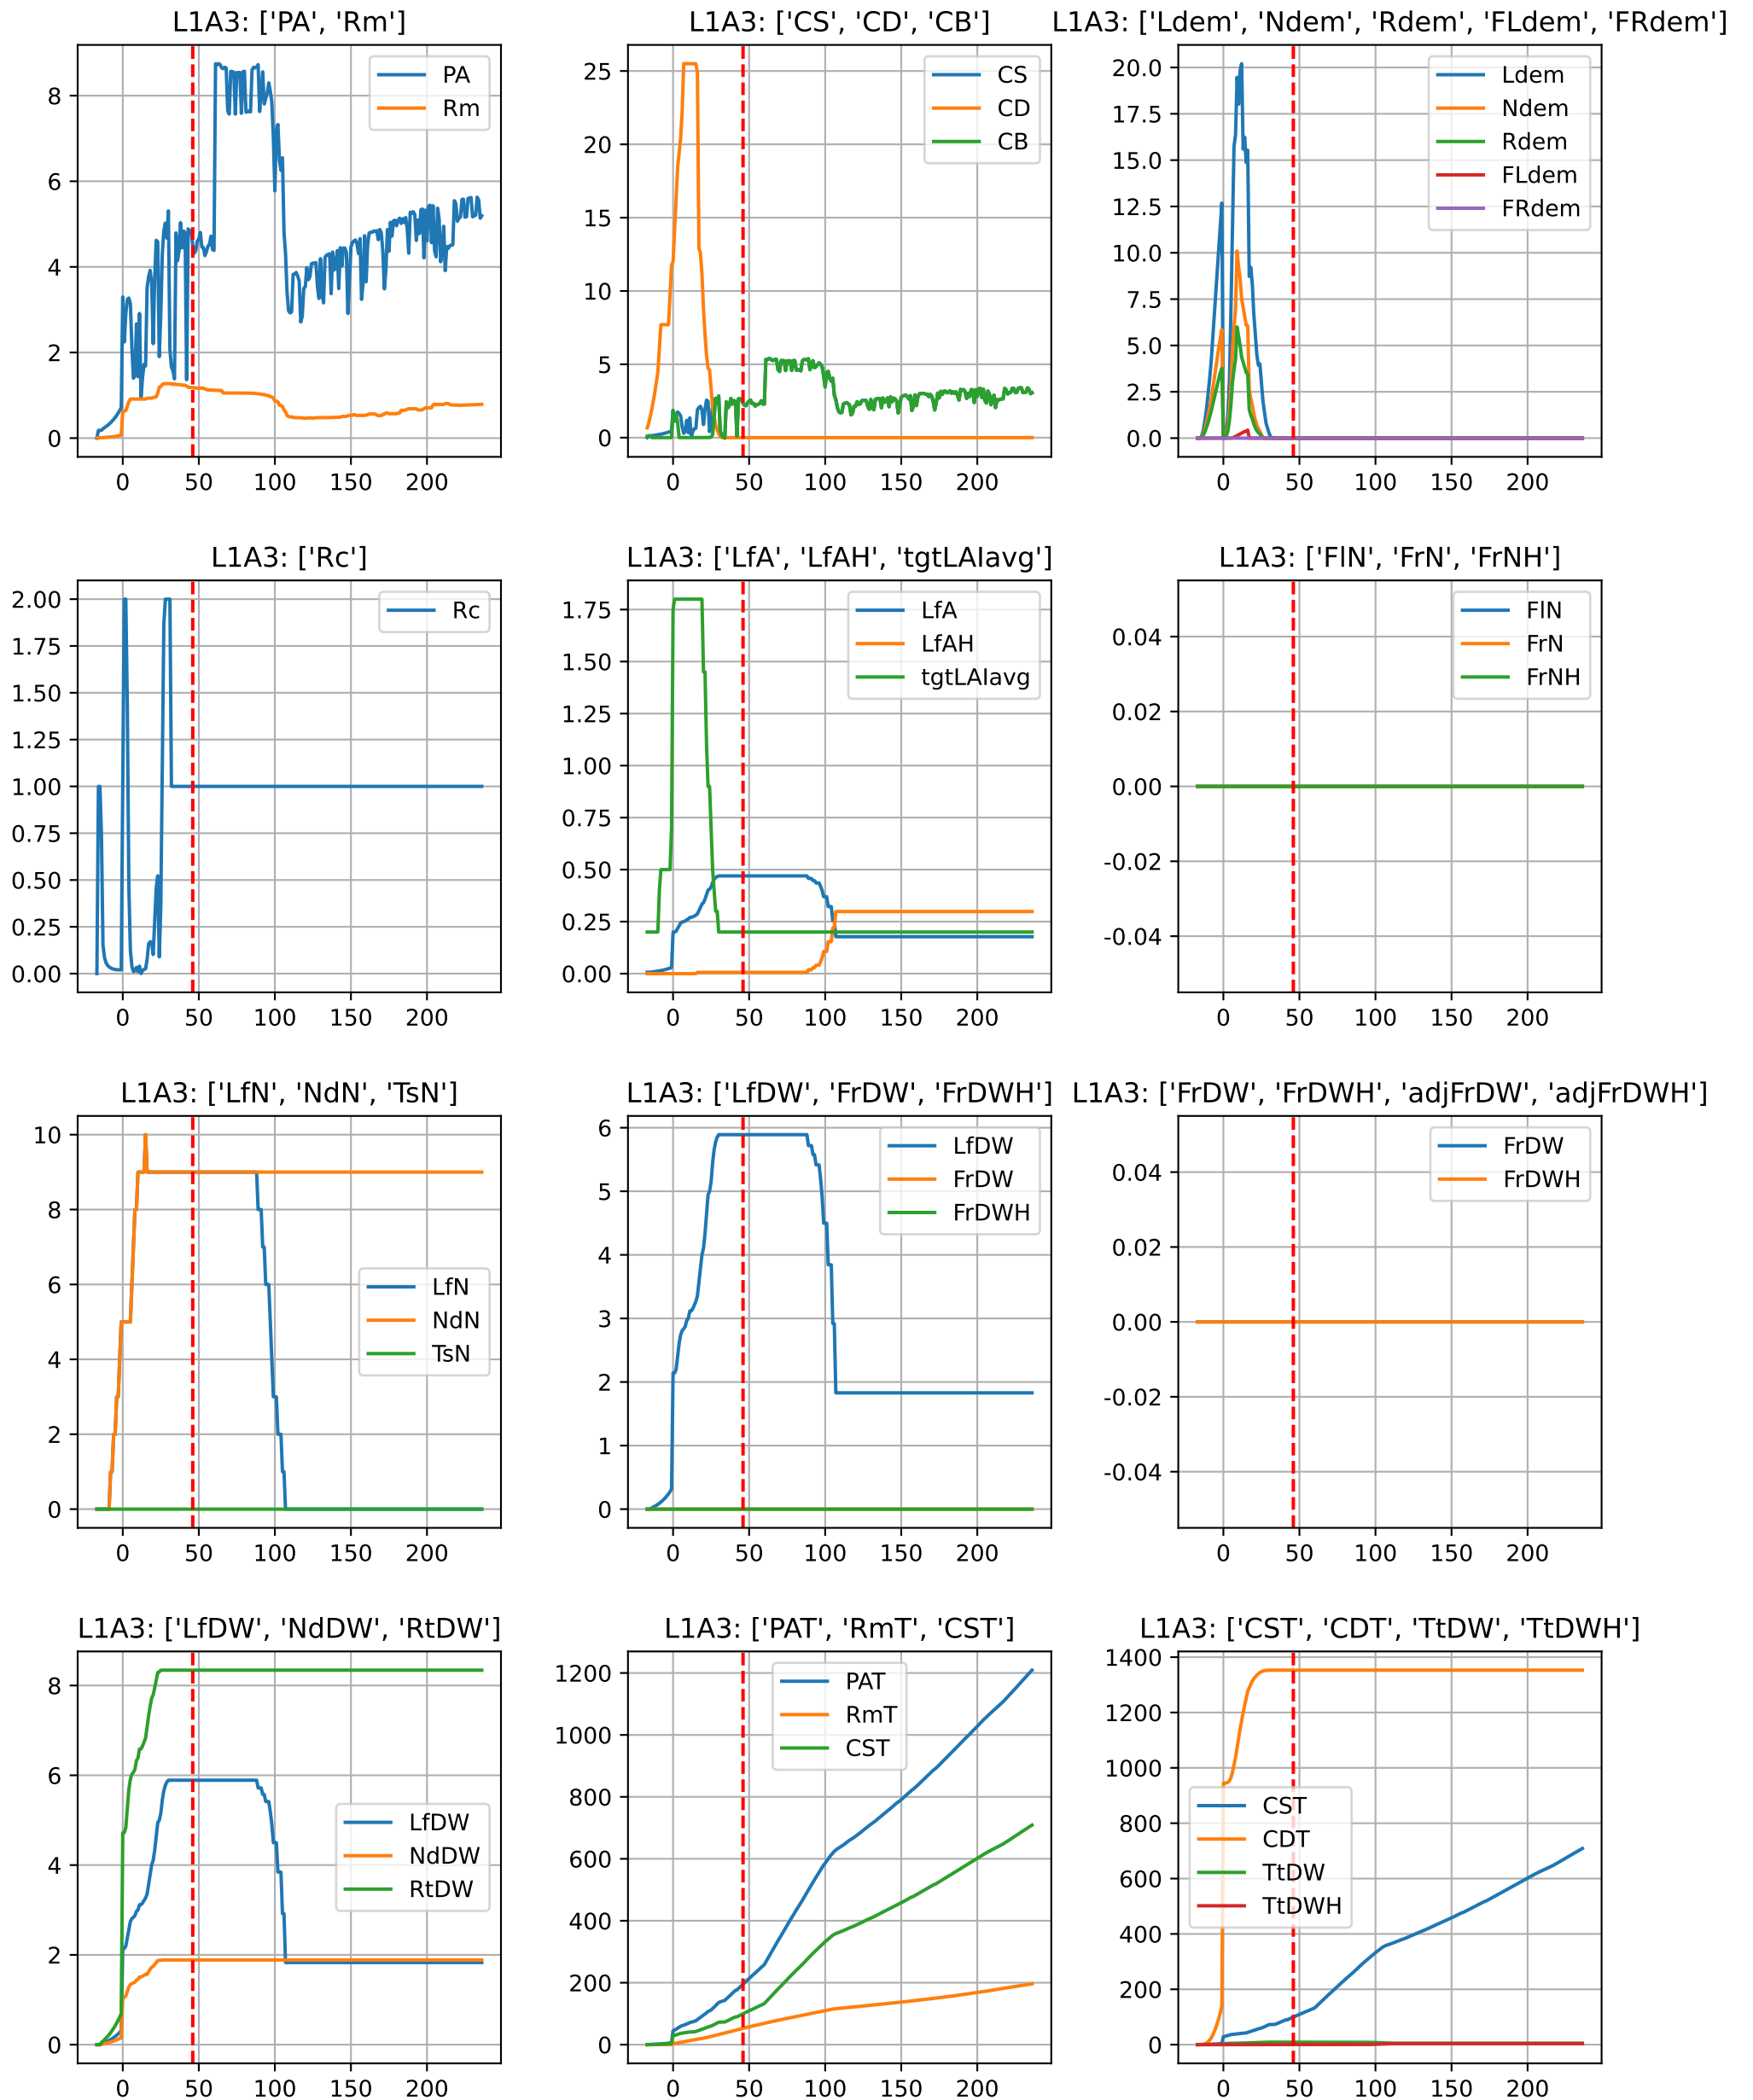 L1A3: ['PA', 'Rm']
PA
Rm
8
6
4
2
0
0 50 100 150 200
L1A3: ['CS', 'CD', 'CB']
CS
CD
CB
25
20
15
10
5
0
0 50 100 150 200
L1A3: ['Ldem', 'Ndem', 'Rdem', 'FLdem', 'FRdem']
Ldem
Ndem
Rdem
FLdem
FRdem
20.0
17.5
15.0
12.5
10.0
7.5
5.0
2.5
0.0
0 50 100 150 200
L1A3: ['Rc']
Rc
2.00
1.75
1.50
1.25
1.00
0.75
0.50
0.25
0.00
0 50 100 150 200
L1A3: ['LfA', 'LfAH', 'tgtLAIavg']
LfA
LfAH
tgtLAIavg
1.75
1.50
1.25
1.00
0.75
0.50
0.25
0.00
0 50 100 150 200
L1A3: ['FlN', 'FrN', 'FrNH']
FlN
FrN
FrNH
0.04
0.02
0.00
-0.02
-0.04
0 50 100 150 200
L1A3: ['LfN', 'NdN', 'TsN']
LfN
NdN
TsN
10
8
6
4
2
0
0 50 100 150 200
L1A3: ['LfDW', 'FrDW', 'FrDWH']
LfDW
FrDW
FrDWH
6
5
4
3
2
1
0
0 50 100 150 200
L1A3: ['FrDW', 'FrDWH', 'adjFrDW', 'adjFrDWH']
FrDW
FrDWH
0.04
0.02
0.00
-0.02
-0.04
0 50 100 150 200
L1A3: ['LfDW', 'NdDW', 'RtDW']
LfDW
NdDW
RtDW
8
6
4
2
0
0 50 100 150 200
L1A3: ['PAT', 'RmT', 'CST']
PAT
RmT
CST
1200
1000
800
600
400
200
0
0 50 100 150 200
L1A3: ['CST', 'CDT', 'TtDW', 'TtDWH']
CST
CDT
TtDW
TtDWH
1400
1200
1000
800
600
400
200
0
0 50 100 150 200